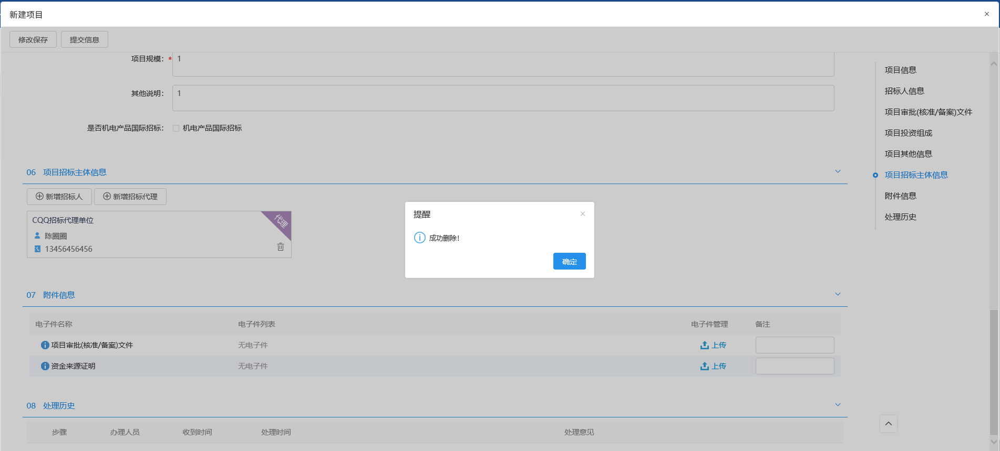 新建项目
×
修改保存 提交信息
项目规模：* 1
其他说明： 1
是否机电产品国际招标： 机电产品国际招标
06 项目招标主体信息
新增招标人 新增招标代理
CQQ招标代理单位
代理
陈圈圈
13456456456
07 附件信息
电子件名称 电子件列表 电子件管理 备注
项目审批(核准/备案)文件 无电子件 上传
资金来源证明 无电子件 上传
08 处理历史
步骤 办理人员 收到时间 处理时间 处理意见
提醒 ×
成功删除!
确定
项目信息
招标人信息
项目审批(核准/备案)文件
项目投资组成
项目其他信息
项目招标主体信息
附件信息
处理历史